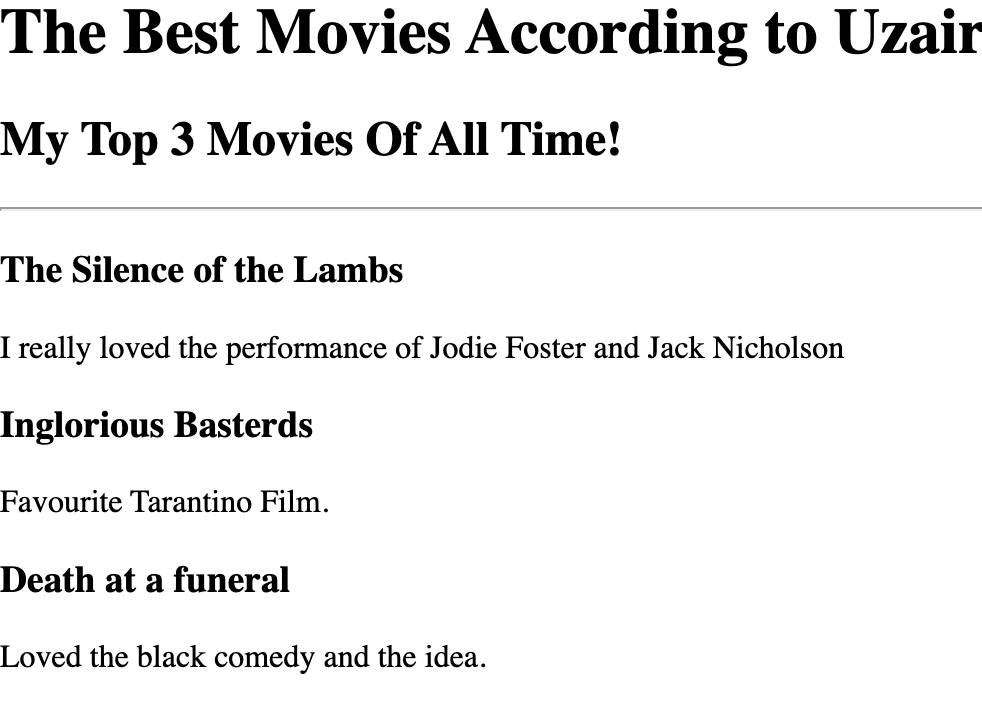 The Best Movies According to Uzair
My Top 3 Movies Of All Time!
The Silence of the Lambs
I really loved the performance of Jodie Foster and Jack Nicholson
Inglorious Basterds
Favourite Tarantino Film.
Death at a funeral
Loved the black comedy and the idea.